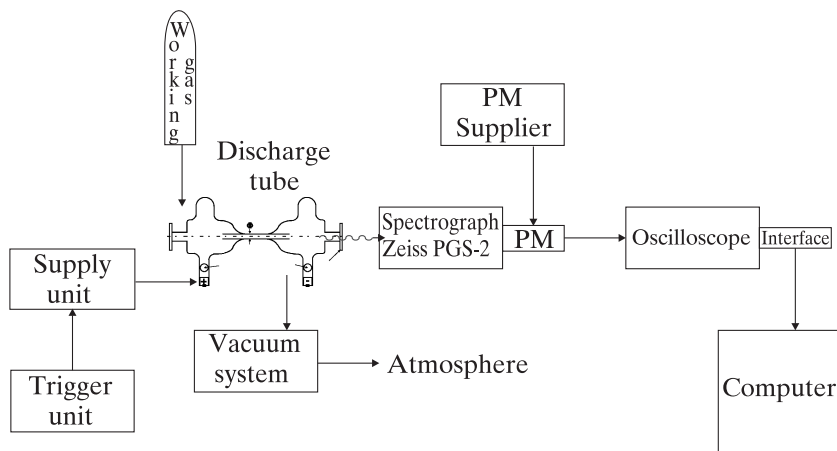 Working
gas
PM
Supplier
Discharge
tube
Spectrograph
Zeiss PGS-2
PM
Oscilloscope
Interface
Supply
unit
+
-
Vacuum
system
Atmosphere
Trigger
unit
Computer